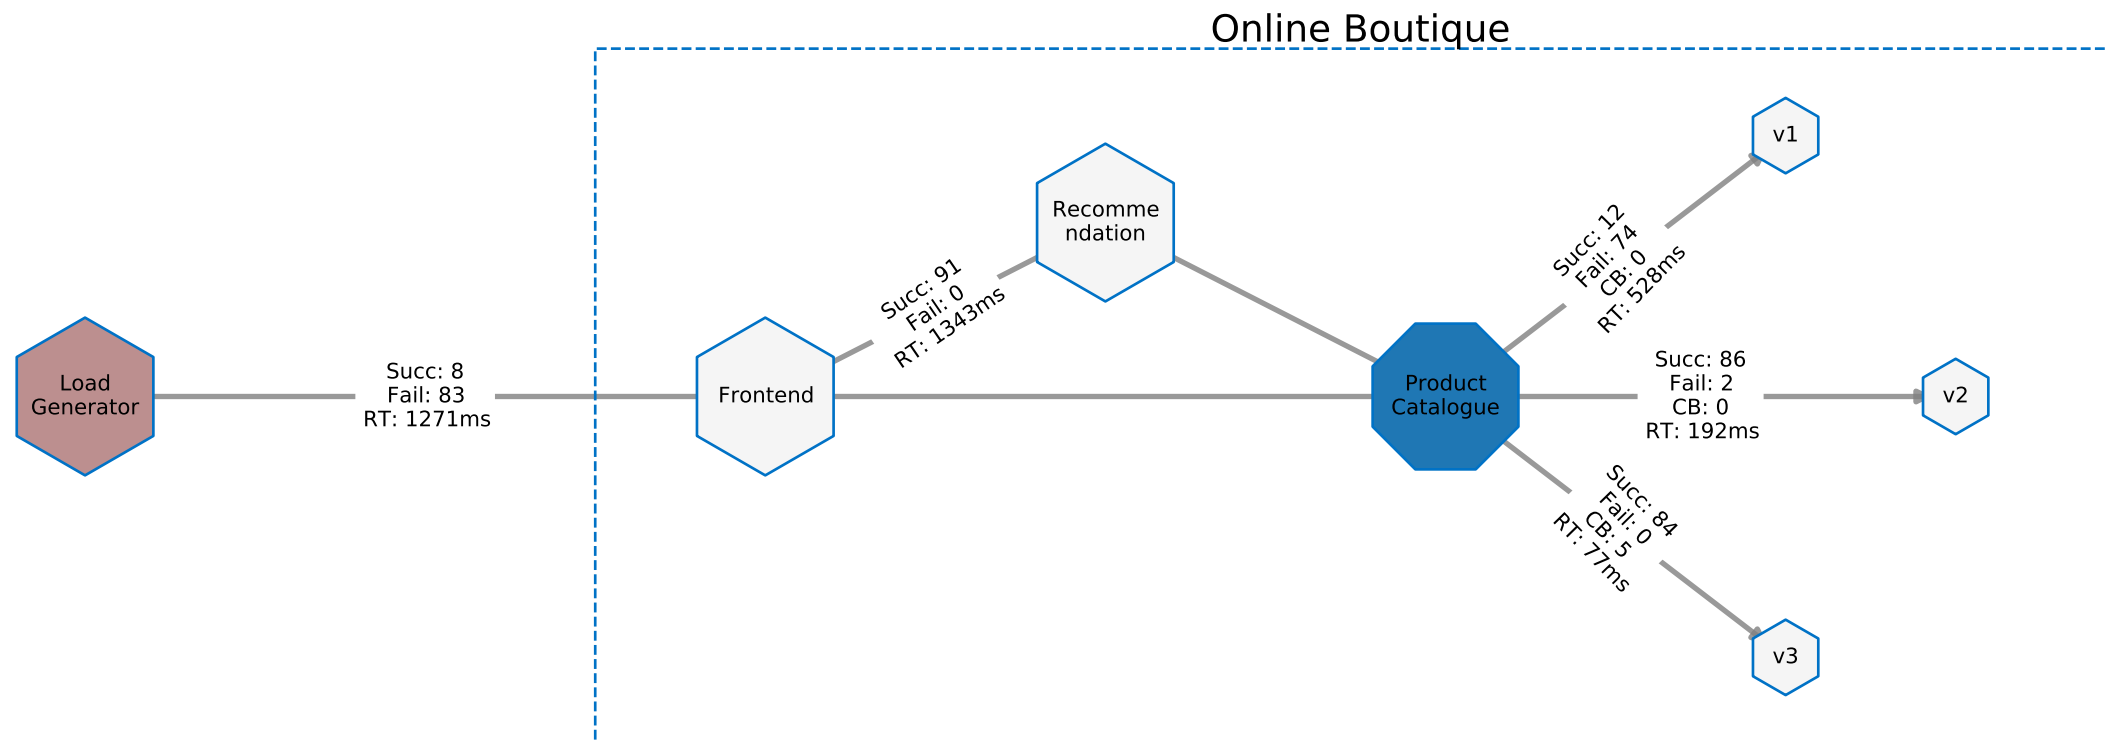 Online Boutique
Load
Generator
Succ: 8
Fail: 83
RT: 1271ms
Frontend
Succ: 91
Fail: 0
RT: 1343ms
Recomme
ndation
Product
Catalogue
Succ: 12
Fail: 74
CB: 0
RT: 528ms
v1
Succ: 86
Fail: 2
CB: 0
RT: 192ms
v2
Succ: 84
Fail: 0
CB: 5
RT: 77ms
v3